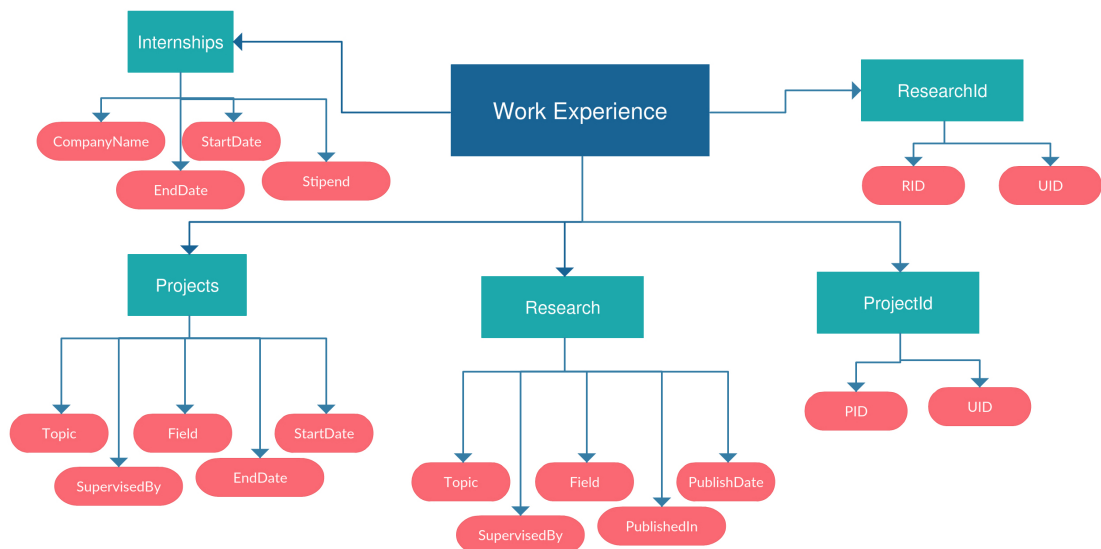 Internships
Work Experience
ResearchId
CompanyName
StartDate
EndDate
Stipend
RID
UID
Projects
Research
ProjectId
Topic
SupervisedBy
Field
EndDate
StartDate
Topic
SupervisedBy
Field
PublishedIn
PublishDate
PID
UID